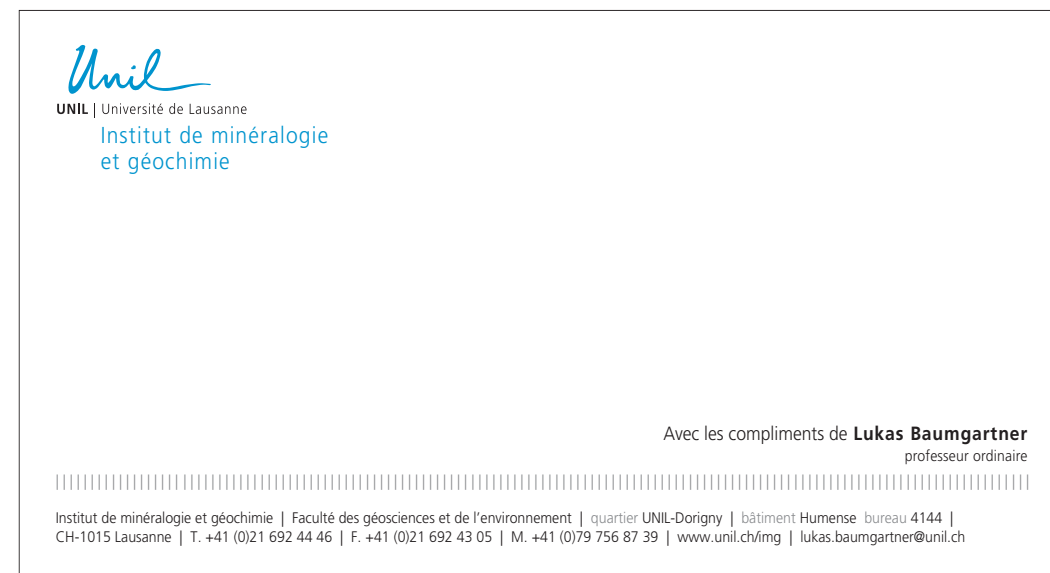 Unil
UNIL | Université de Lausanne
Institut de minéralogie
et géochimie
Avec les compliments de Lukas Baumgartner
professeur ordinaire
Institut de minéralogie et géochimie | Faculté des géosciences et de l'environnement | quartier UNIL-Dorigny | bâtiment Humense bureau 4144 |
CH-1015 Lausanne | T. +41 (0)21 692 44 46 | F. +41 (0)21 692 43 05 | M. +41 (0)79 756 87 39 | www.unil.ch/img | lukas.baumgartner@unil.ch